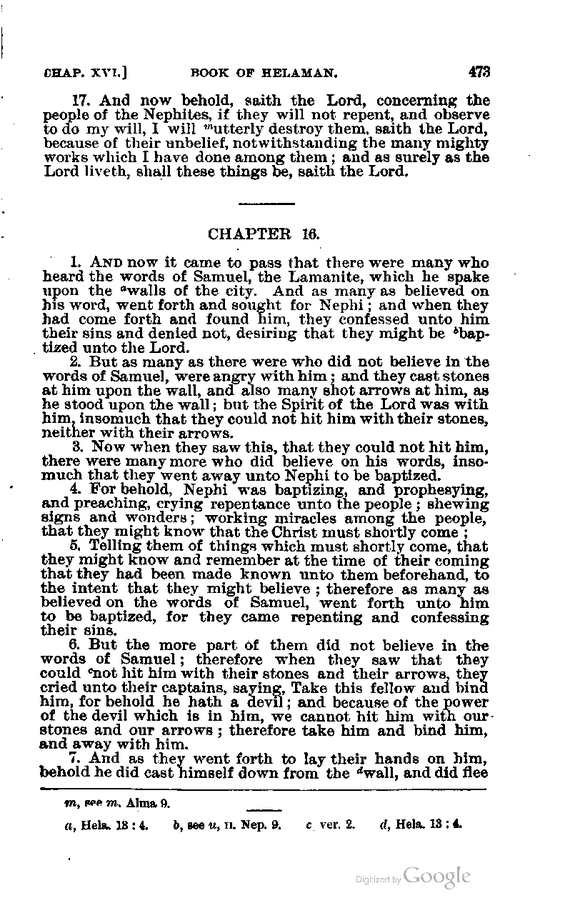 CHAP. XVI.] BOOK OF HELAMAN. 473
17. And now behold, saith the Lord, concerning the
people of the Nephites, if they will not repent, and observe
to do my will, I will ᵐutterly destroy them, saith the Lord,
because of their unbelief, notwithstanding the many mighty
works which I have done among them; and as surely as the
Lord liveth, shall these things be, saith the Lord.
CHAPTER 16.
1. AND now it came to pass that there were many who
heard the words of Samuel, the Lamanite, which he spake
upon the ᵃwalls of the city. And as many as believed on
his word, went forth and sought for Nephi; and when they
had come forth and found him, they confessed unto him
their sins and denied not, desiring that they might be ᵇbap-
tized unto the Lord.
2. But as many as there were who did not believe in the
words of Samuel, were angry with him; and they cast stones
at him upon the wall, and also many shot arrows at him, as
he stood upon the wall; but the Spirit of the Lord was with
him, insomuch that they could not hit him with their stones,
neither with their arrows.
3. Now when they saw this, that they could not hit him,
there were many more who did believe on his words, inso-
much that they went away unto Nephi to be baptized.
4. For behold, Nephi was baptizing, and prophesying,
and preaching, crying repentance unto the people; shewing
signs and wonders; working miracles among the people,
that they might know that the Christ must shortly come;
5. Telling them of things which must shortly come, that
they might know and remember at the time of their coming
that they had been made known unto them beforehand, to
the intent that they might believe; therefore as many as
believed on the words of Samuel, went forth unto him
to be baptized, for they came repenting and confessing
their sins.
6. But the more part of them did not believe in the
words of Samuel; therefore when they saw that they
could ᶜnot hit him with their stones and their arrows, they
cried unto their captains, saying, Take this fellow and bind
him, for behold he hath a devil; and because of the power
of the devil which is in him, we cannot hit him with our
stones and our arrows; therefore take him and bind him,
and away with him.
7. And as they went forth to lay their hands on him,
behold he did cast himself down from the ᵈwall, and did flee
m, see m, Alma 9.
a, Hela. 13 : 4. b, see u, II. Nep. 9. c ver. 2. d, Hela. 13 : 4.
Digitized by Google